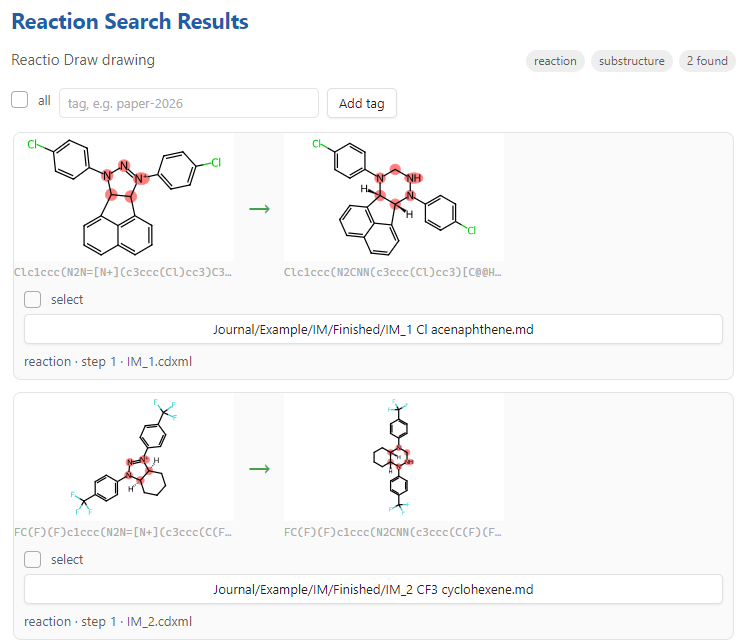 Reaction Search Results
Reactio Draw drawing
reaction
substructure
2 found
all
tag, e.g. paper-2026
Add tag
Cl
N
N
N+
Cl
Cl
N
NH
H
N
H
Cl
Clc1ccc(N2N=[N+](c3ccc(Cl)cc3)C3…
Clc1ccc(N2CNN(c3ccc(Cl)cc3)[C@@H…
select
Journal/Example/IM/Finished/IM_1 Cl acenaphthene.md
reaction · step 1 · IM_1.cdxml
F
F
F
N
N+
H
N
H
F
F
F
F
F
F
N
H
NH
H
N
F
F
F
FC(F)(F)c1ccc(N2N=[N+](c3ccc(C(F…
FC(F)(F)c1ccc(N2CNN(c3ccc(C(F)(F…
select
Journal/Example/IM/Finished/IM_2 CF3 cyclohexene.md
reaction · step 1 · IM_2.cdxml